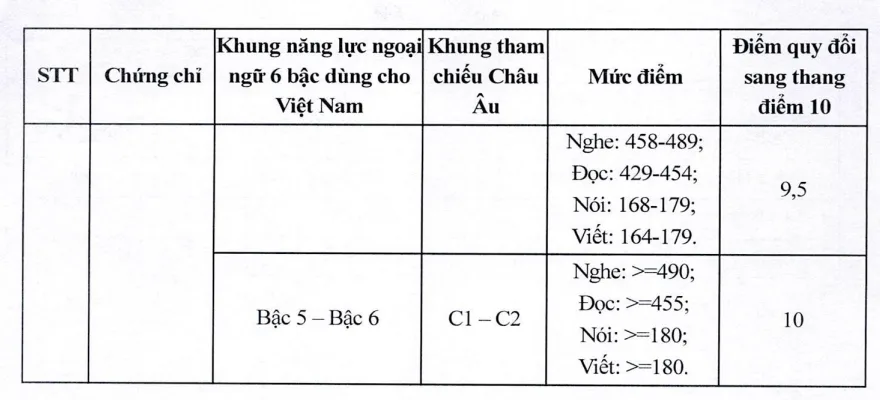 STT
Chứng chỉ
Khung năng lực ngoại
ngữ 6 bậc dùng cho
Việt Nam
Khung tham
chiếu Châu
Âu
Mức điểm
Điểm quy đổi
sang thang
điểm 10
Nghe: 458-489;
Đọc: 429-454;
Nói: 168-179;
Viết: 164-179.
9,5
Bậc 5 – Bậc 6
C1 – C2
Nghe: >=490;
Đọc: >=455;
Nói: >=180;
Viết: >=180.
10